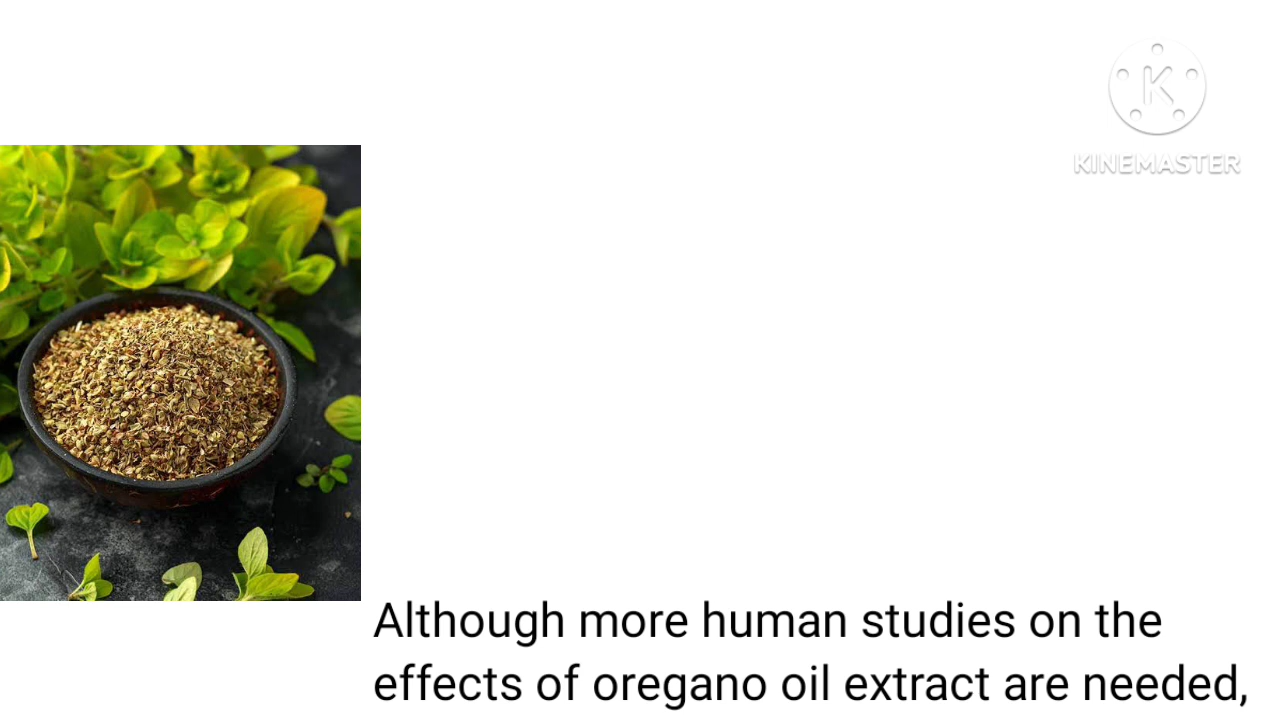 K
KINEMASTER
Although more human studies on the
effects of oregano oil extract are needed,